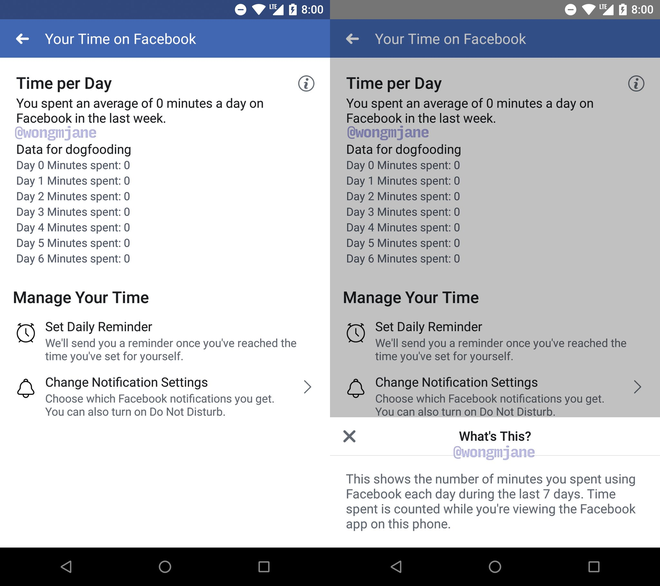 LTE 8:00
Your Time on Facebook
Time per Day
You spent an average of 0 minutes a day on
Facebook in the last week.
@wongmjane
Data for dogfooding
Day 0 Minutes spent: 0
Day 1 Minutes spent: 0
Day 2 Minutes spent: 0
Day 3 Minutes spent: 0
Day 4 Minutes spent: 0
Day 5 Minutes spent: 0
Day 6 Minutes spent: 0
Manage Your Time
Set Daily Reminder
We'll send you a reminder once you've reached the
time you've set for yourself.
Change Notification Settings
Choose which Facebook notifications you get.
You can also turn on Do Not Disturb.
LTE 8:00
Your Time on Facebook
Time per Day
You spent an average of 0 minutes a day on
Facebook in the last week.
@wongmjane
Data for dogfooding
Day 0 Minutes spent: 0
Day 1 Minutes spent: 0
Day 2 Minutes spent: 0
Day 3 Minutes spent: 0
Day 4 Minutes spent: 0
Day 5 Minutes spent: 0
Day 6 Minutes spent: 0
Manage Your Time
Set Daily Reminder
We'll send you a reminder once you've reached the
time you've set for yourself.
Change Notification Settings
Choose which Facebook notifications you get.
You can also turn on Do Not Disturb.
What's This?
@wongmjane
This shows the number of minutes you spent using
Facebook each day during the last 7 days. Time
spent is counted while you're viewing the Facebook
app on this phone.